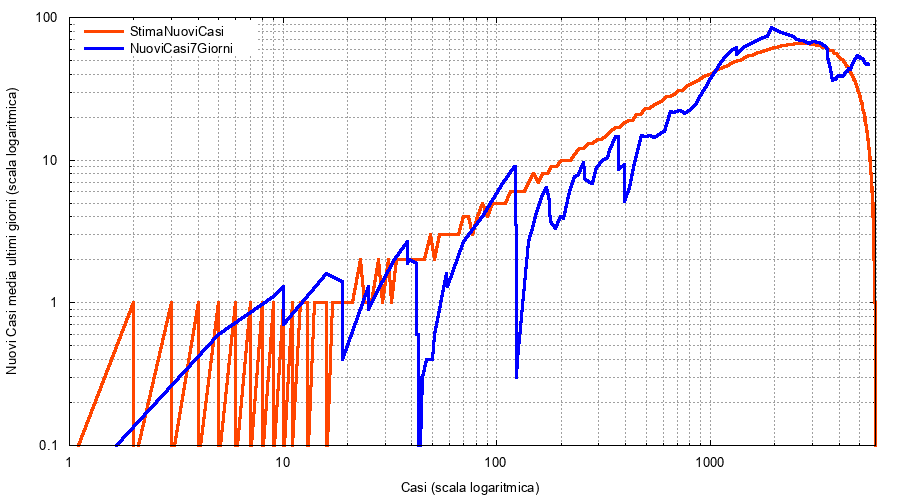 100
StimaNuoviCasi
NuoviCasi7Giorni
10
1
0.1
Nuovi Casi media ultimi giorni (scala logaritmica)
1
10
100
1000
Casi (scala logaritmica)